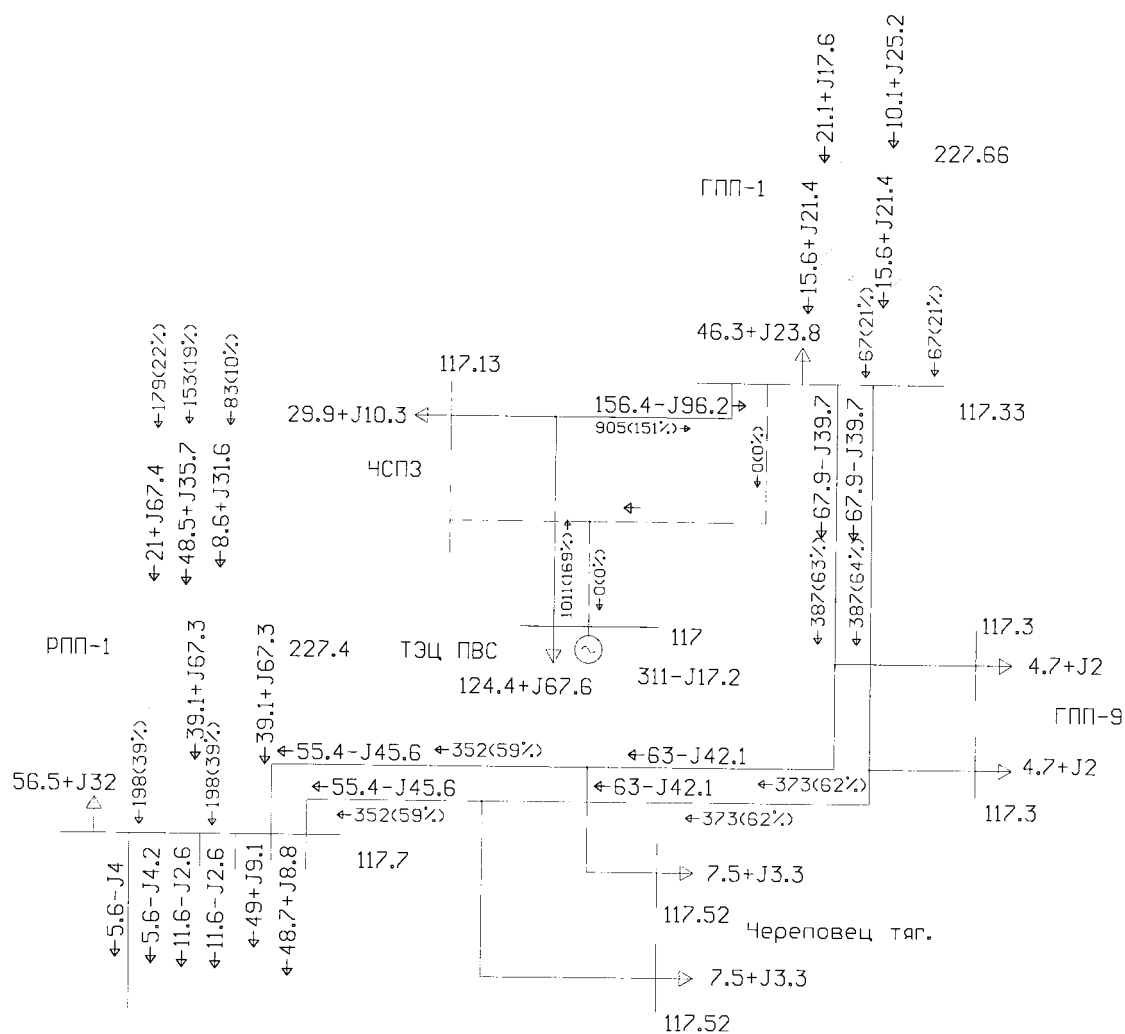 ←21.1+J17.6
←10.1+J25.2
227.66
ГПП-1
←15.6+J21.4
←15.6+J21.4
←67(21%)
←67(21%)
46.3+J23.8
117.33
117.13
156.4-J96.2→
905(151%)→
29.9+J10.3
ЧСПЗ
←0(0%)
←
←179(22%)
←153(19%)
←83(10%)
←21+J67.4
←48.5+J35.7
←8.6+J31.6
←67.9-J39.7
←67.9-J39.7
←387(63%)
←387(64%)
1011(169%)→
←0(0%)
117
ТЭЦ ПВС
311-J17.2
124.4+J67.6
РПП-1
←39.1+J67.3
←39.1+J67.3
227.4
117.3
4.7+J2
ГПП-9
4.7+J2
117.3
←55.4-J45.6
←352(59%)
←63-J42.1
←373(62%)
←55.4-J45.6
←352(59%)
←63-J42.1
←373(62%)
56.5+J32
←198(39%)
←198(39%)
117.7
←5.6-J4
←5.6-J4.2
←11.6-J2.6
←11.6-J2.6
←49+J9.1
←48.7+J8.8
7.5+J3.3
117.52
Череповец тяг.
7.5+J3.3
117.52